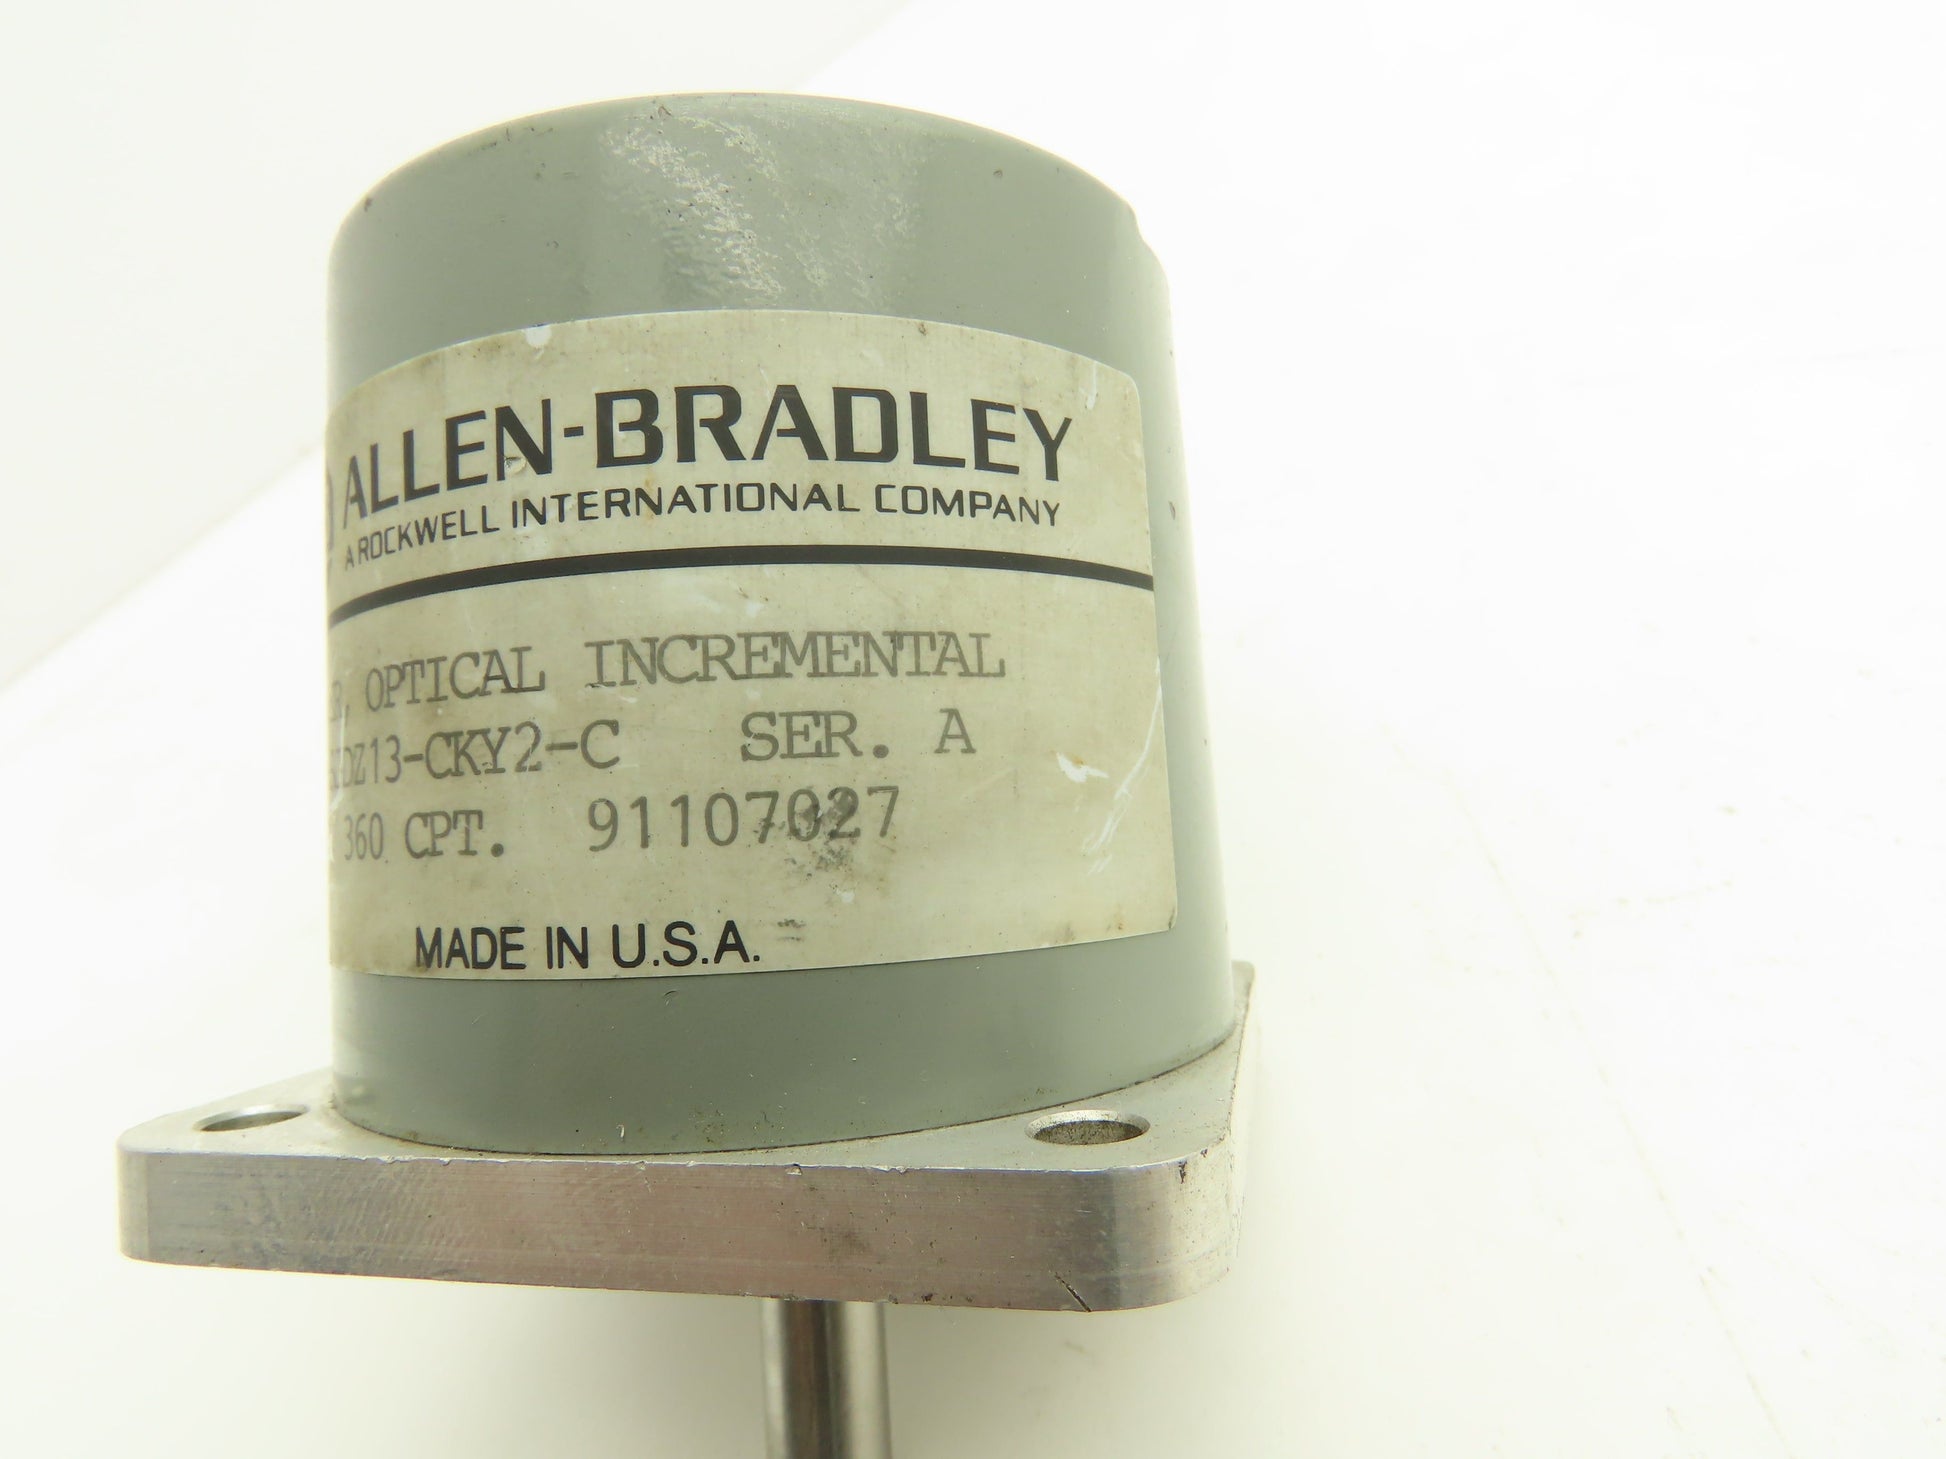 ALLEN-BRADLEY
A ROCKWELL INTERNATIONAL COMPANY
OPTICAL INCREMENTAL
DZ13-CKY2-C SER. A
360 CPT. 91107027
MADE IN U.S.A.